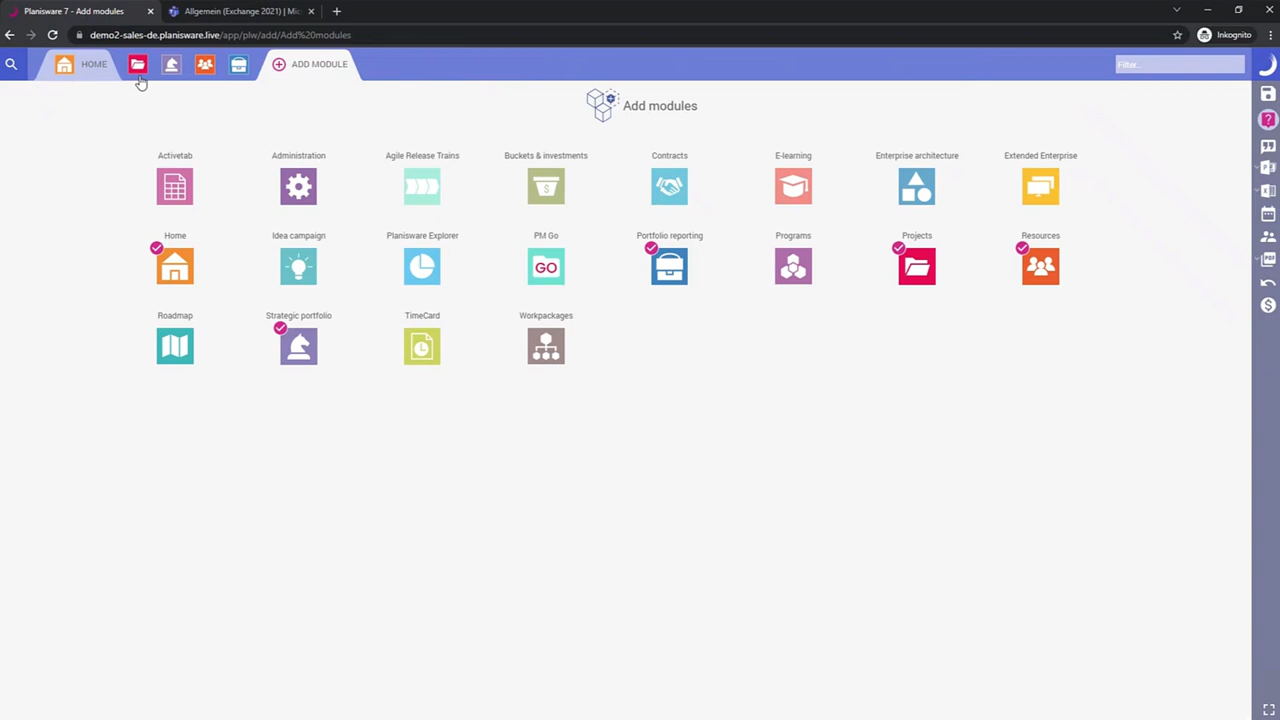 Planisware 7 - Add modules
Allgemein (Exchange 2021) | Mic
demo2-sales-de.planisware.live/app/plw/add/Add%20modules
Inkognito
HOME
ADD MODULE
Filter...
Add modules
Activetab
Administration
Agile Release Trains
Buckets & investments
Contracts
E-learning
Enterprise architecture
Extended Enterprise
Home
Idea campaign
Planisware Explorer
PM Go
Portfolio reporting
Programs
Projects
Resources
GO
Roadmap
Strategic portfolio
TimeCard
Workpackages